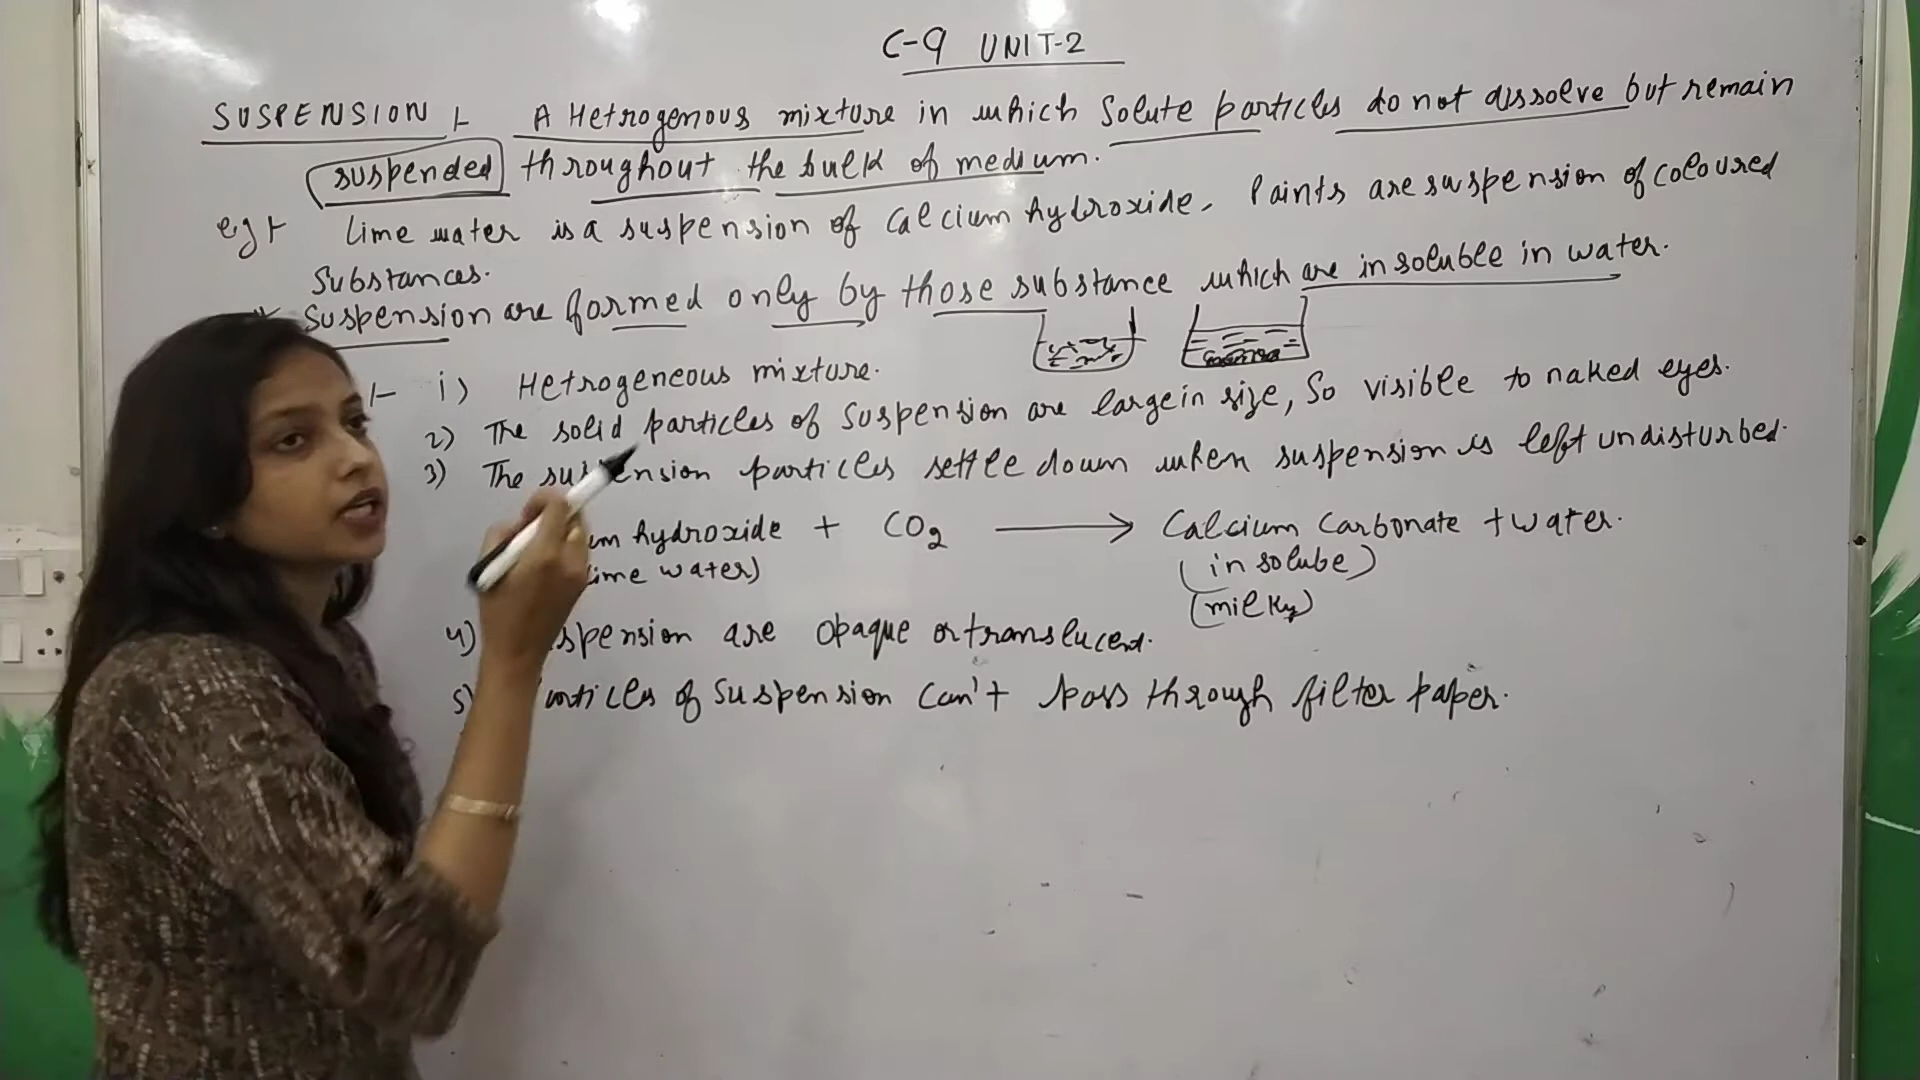 C-9 UNIT-2
SUSPENSION :- A Hetrogenous mixture in which Solute particles do not dissolve but remain
suspended throughout the bulk of medium.
eg:- Lime water is a suspension of Calcium hydroxide. Paints are suspension of coloured
Substances.
Suspension are formed only by those substance which are insoluble in water.
:- i) Hetrogeneous mixture.
2) The solid particles of suspension are large in size, So visible to naked eyes.
3) The suspension particles settle down when suspension is left undisturbed.
hydroxide + CO2 → Calcium Carbonate + water.
water) (insolube)
(milky)
4) are opaque or translucent.
5) of Suspension can't pass through filter paper.